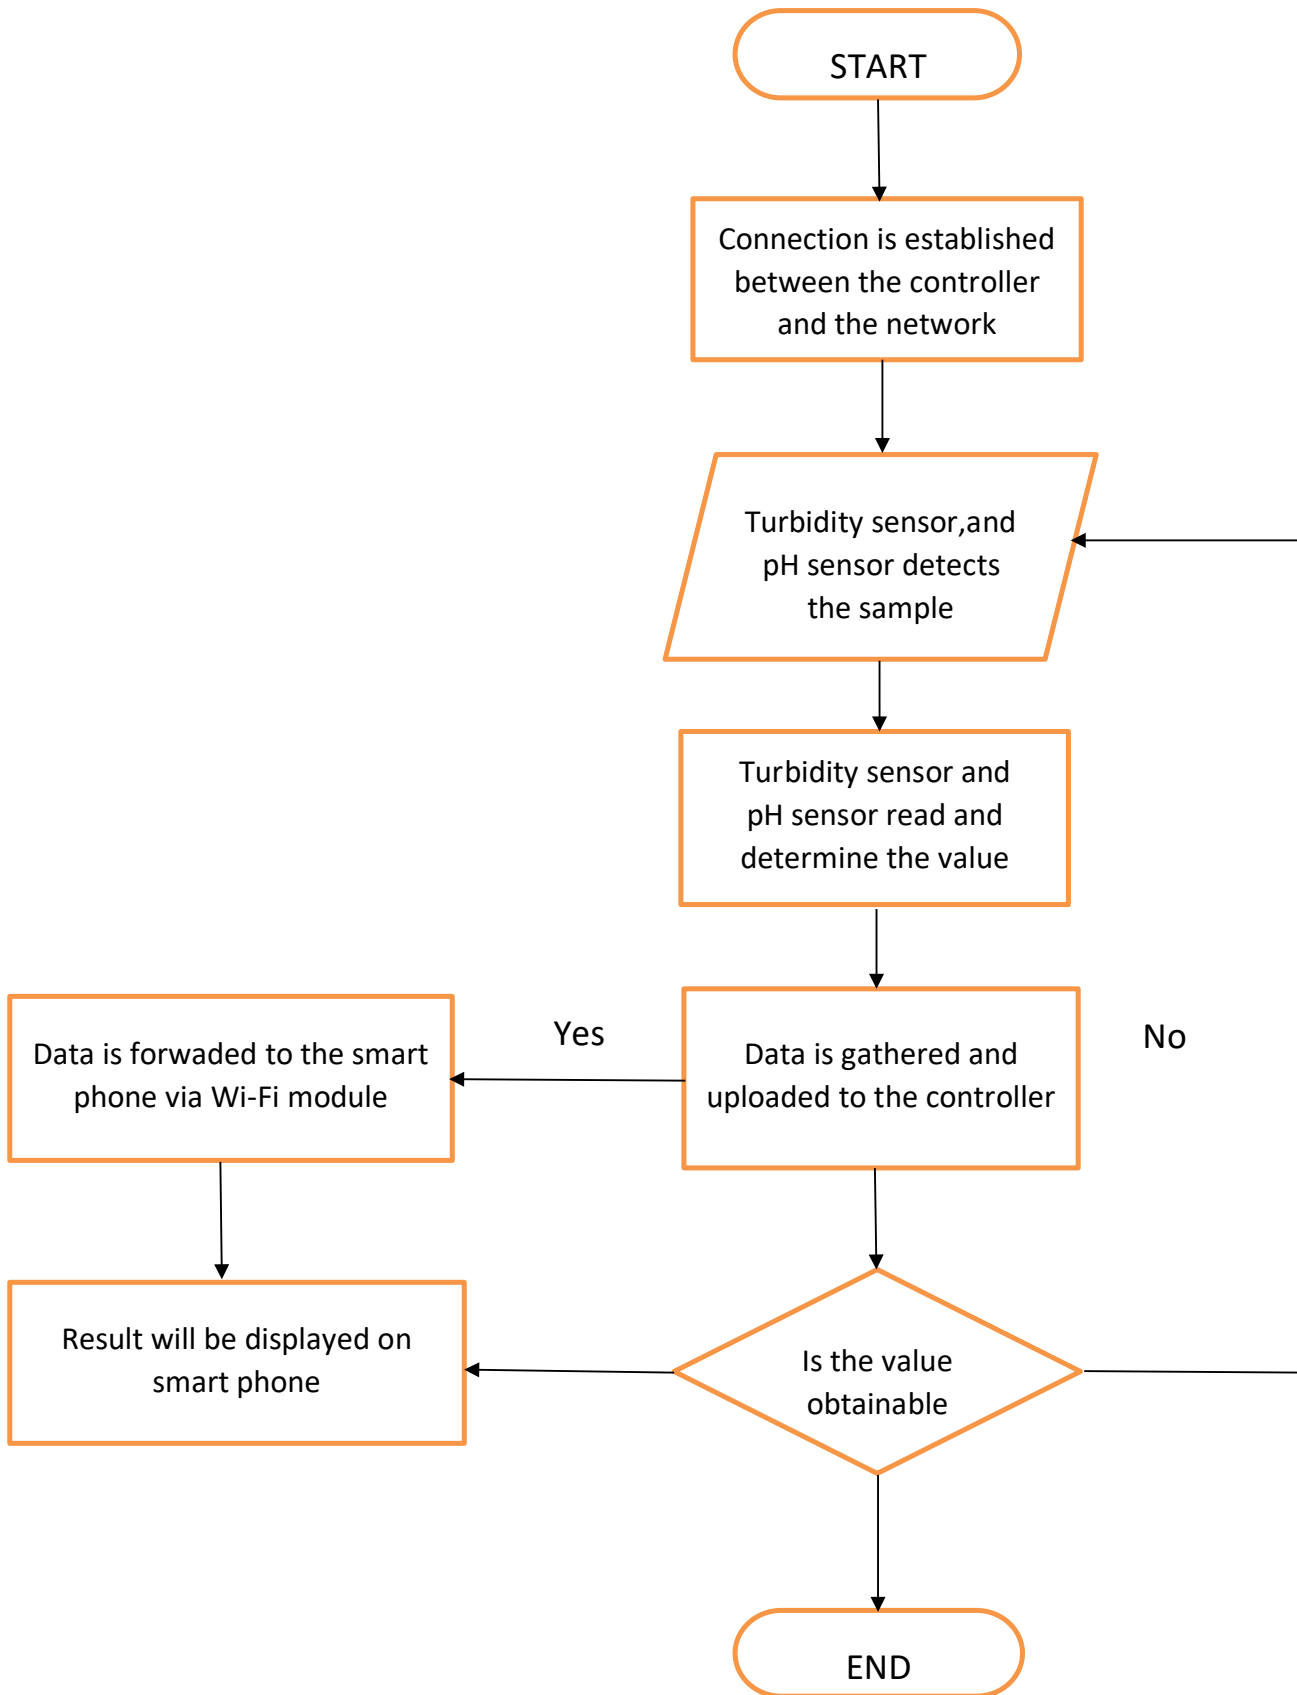 START
Connection is established
between the controller
and the network
Turbidity sensor,and
pH sensor detects
the sample
Turbidity sensor and
pH sensor read and
determine the value
Data is forwaded to the smart
phone via Wi-Fi module
Yes
Data is gathered and
uploaded to the controller
No
Result will be displayed on
smart phone
Is the value
obtainable
END